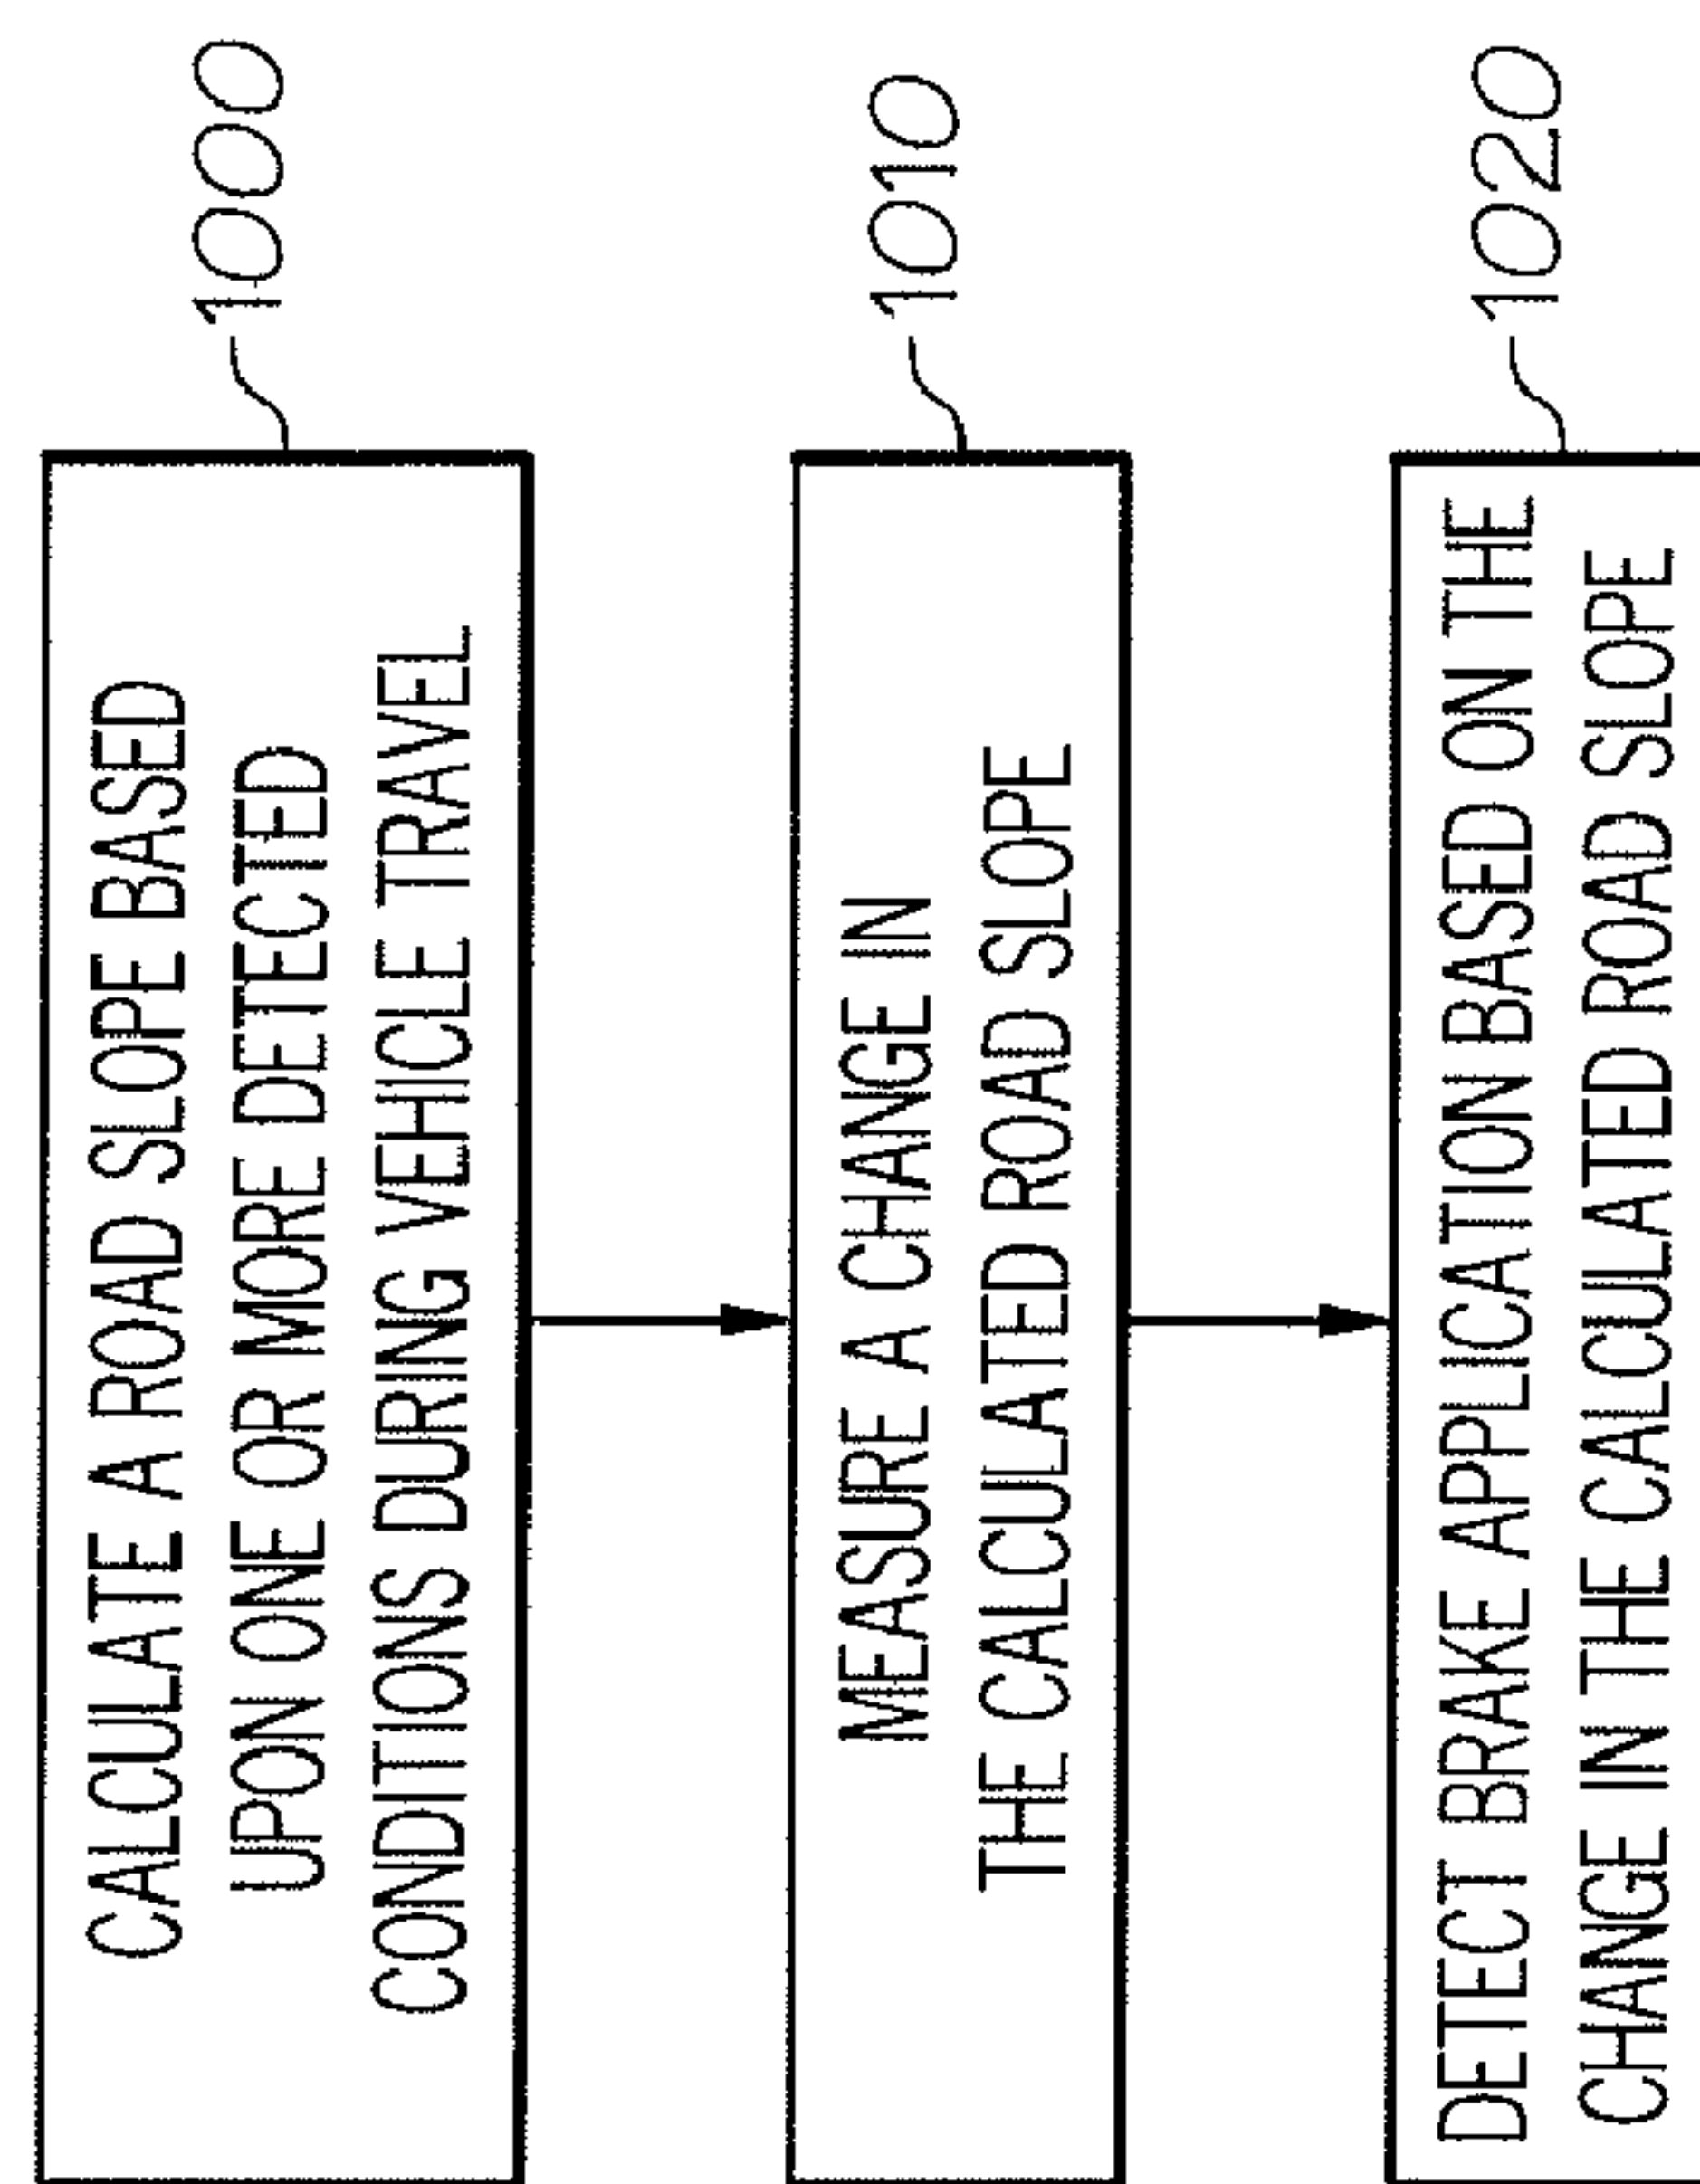 CALCULATE A ROAD SLOPE BASED
UPON ONE OR MORE DETECTED
CONDITIONS DURING VEHICLE TRAVEL
1000
MEASURE A CHANGE IN
THE CALCULATED ROAD SLOPE
1010
DETECT BRAKE APPLICATION BASED ON THE
CHANGE IN THE CALCULATED ROAD SLOPE
1020